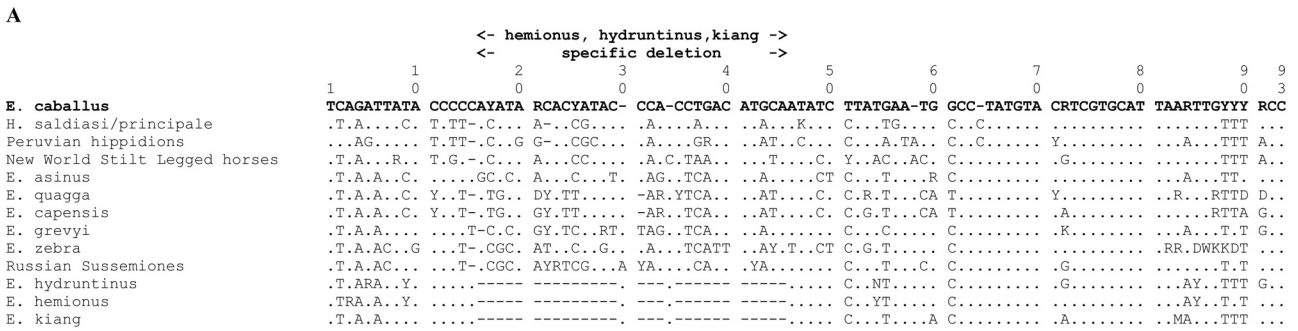 A
<- hemionus, hydruntinus,kiang ->
<- specific deletion ->
1 2 3 4 5 6 7 8 9 9
1 0 0 0 0 0 0 0 0 0 3
E. caballus TCAGATTATA CCCCCAYATA RCACYATAC- CCA-CCTGAC ATGCAATATC TTATGAA-TG GCC-TATGTA CRTCGTGCAT TAARTTGYYY RCC
H. saldiasi/principale .T.A....C. T.TT-.C... A-..CG.... .A...A.... ..A...K... C...TG.... C..C...... .......... .......TTT ...
Peruvian hippidions ...AG..... T.TT-.C..G G-..CGC... .A...GR... ..AT..C... C...A.TA.. C..C...... Y......... ..A....TTT A..
New World Stilt Legged horses .T.A...R.. T.G.-.C... A...CC.... .A.C.TAA.. ...T....C. Y..AC..AC. C......... .G........ .......TTT A..
E. asinus .T.A.A.C.. .....GC.C. A..C....T. .AG..TCA.. ..A.....CT C...T...R. C......... .......... ..A....TT. ...
E. quagga .T.A.A..C. Y..T-.TG.. DY.TT..... -AR.YTCA.. ..AT....C. C.R.T..CA. T......... Y......... ..R...RTTD D..
E. capensis .T.A.A..C. Y..T-.TG.. GY.TT..... -AR..TCA.. ..A.....C. C.G.T..CA. T......... .A........ ......RTTA G..
E. grevyi .T.A.A.... ....T-C.C. GY.TC..RT. TAG..TCA.. ..A....... C...T..... C......... .K........ ..A....T.T G..
E. zebra .T.A.AC..G ...T-.CGC. AT..C..G.. .A...TCATT ..AY.T..CT C.G.T..... C......... .......... .RR.DWKKDT ...
Russian Sussemiones .T.A.AC... ...T-.CGC. AYRTCG...A YA....CA.. .YA....... C...T..C.. C......... .G........ ..A....T.T ...
E. hydruntinus .T.ARA..Y. .....----- --------.- ---.------ -----..... C..NT..... C......... .G........ ..AY...TTT G..
E. hemionus .TRA.A..Y. .....----- --------.- ---.------ -----..... C..YT..... C......... .......... ..AY...T.T ...
E. kiang .T.A.A.... .....----- --------.- ---.------ -----..... C...T...A. C......... .A........ .MA....TTT ...